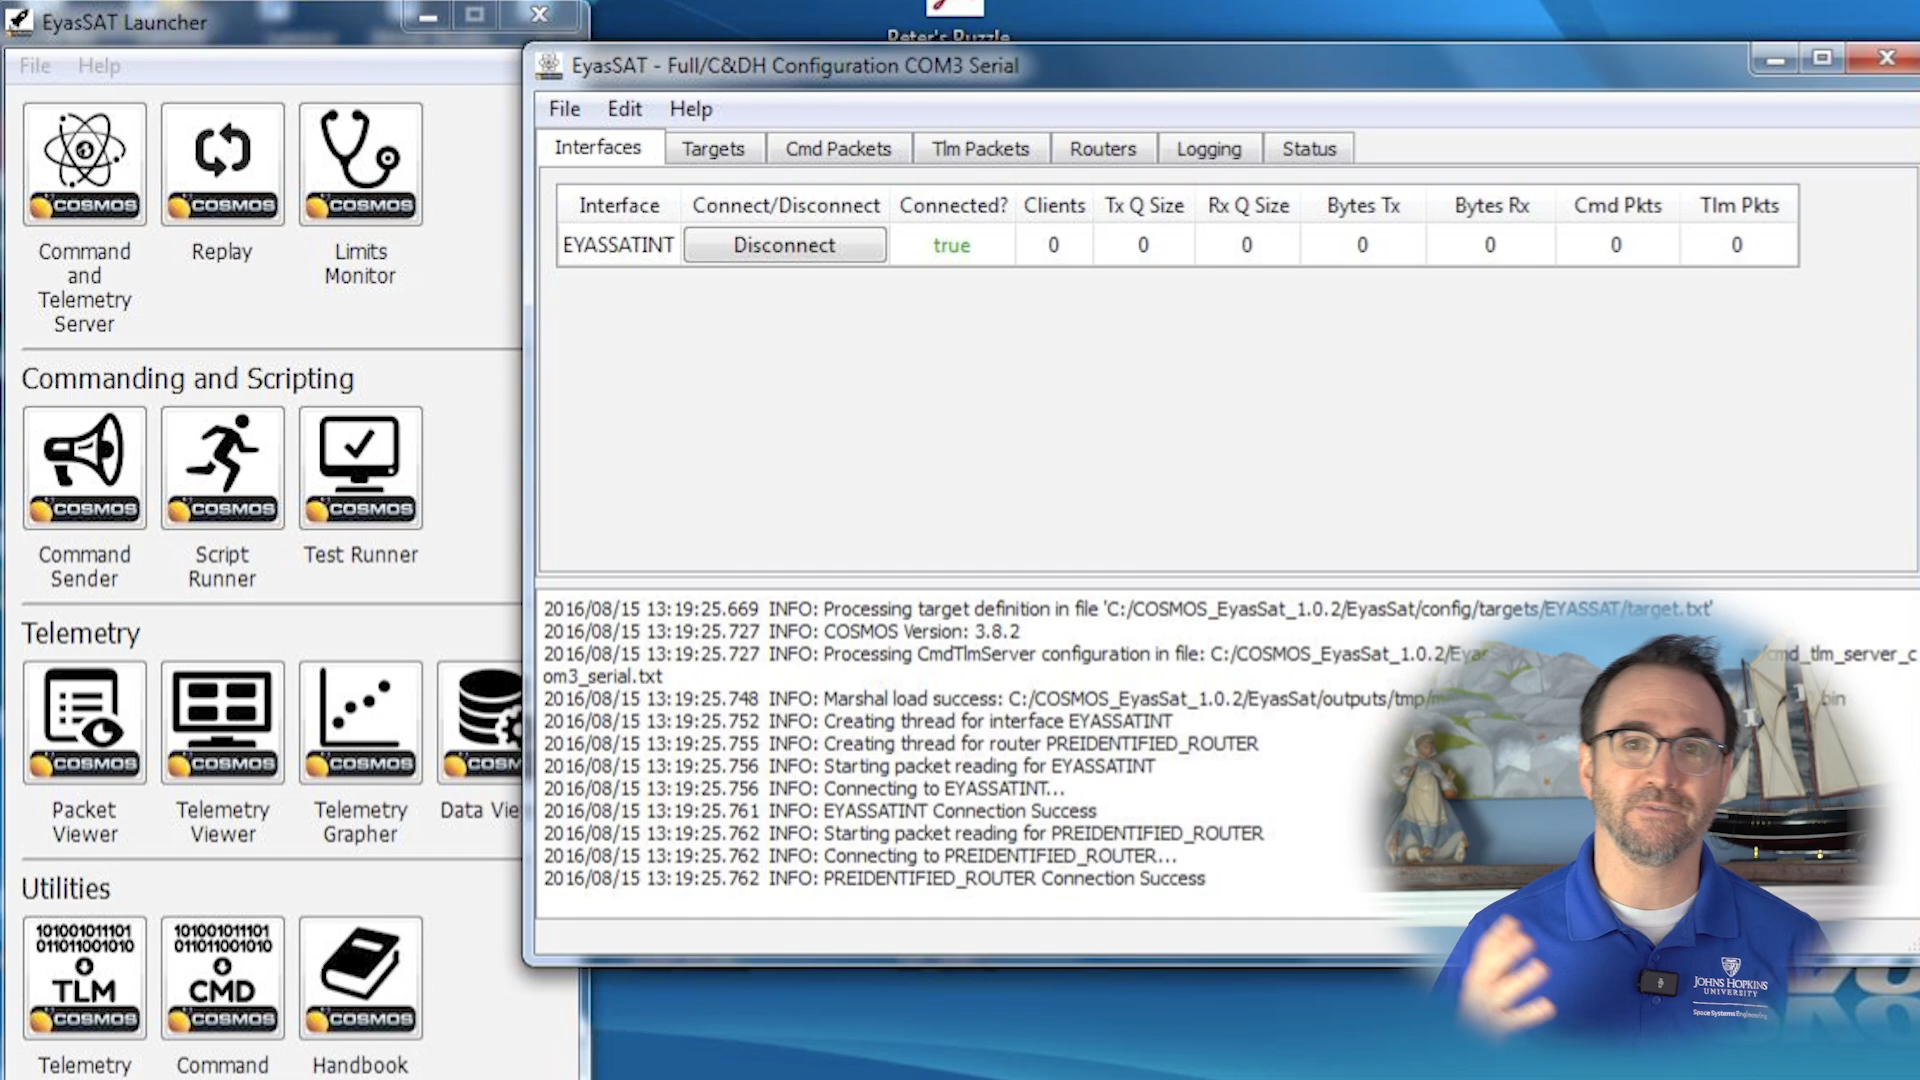 EyasSAT Launcher
File Help
COSMOS COSMOS COSMOS
Command and Telemetry Server
Replay
Limits Monitor
Commanding and Scripting
COSMOS COSMOS COSMOS
Command Sender
Script Runner
Test Runner
Telemetry
COSMOS COSMOS COSMOS COSM
Packet Viewer
Telemetry Viewer
Telemetry Grapher
Data Vie
Utilities
101001011101
011011001010
TLM
COSMOS
101001011101
011011001010
CMD
COSMOS
COSMOS
Telemetry
Command
Handbook
Peter's Puzzle
EyasSAT - Full/C&DH Configuration COM3 Serial
File Edit Help
Interfaces Targets Cmd Packets Tlm Packets Routers Logging Status
Interface Connect/Disconnect Connected? Clients Tx Q Size Rx Q Size Bytes Tx Bytes Rx Cmd Pkts Tlm Pkts
EYASSATINT Disconnect true 0 0 0 0 0 0 0
2016/08/15 13:19:25.669 INFO: Processing target definition in file 'C:/COSMOS_EyasSat_1.0.2/EyasSat/config/targets/EYASSAT/target.txt'
2016/08/15 13:19:25.727 INFO: COSMOS Version: 3.8.2
2016/08/15 13:19:25.727 INFO: Processing CmdTlmServer configuration in file: C:/COSMOS_EyasSat_1.0.2/Eyas /cmd_tlm_server_c
om3_serial.txt
2016/08/15 13:19:25.748 INFO: Marshal load success: C:/COSMOS_EyasSat_1.0.2/EyasSat/outputs/tmp/ bin
2016/08/15 13:19:25.752 INFO: Creating thread for interface EYASSATINT
2016/08/15 13:19:25.755 INFO: Creating thread for router PREIDENTIFIED_ROUTER
2016/08/15 13:19:25.756 INFO: Starting packet reading for EYASSATINT
2016/08/15 13:19:25.756 INFO: Connecting to EYASSATINT...
2016/08/15 13:19:25.761 INFO: EYASSATINT Connection Success
2016/08/15 13:19:25.762 INFO: Starting packet reading for PREIDENTIFIED_ROUTER
2016/08/15 13:19:25.762 INFO: Connecting to PREIDENTIFIED_ROUTER...
2016/08/15 13:19:25.762 INFO: PREIDENTIFIED_ROUTER Connection Success
JOHNS HOPKINS
UNIVERSITY
Space Systems Engineering